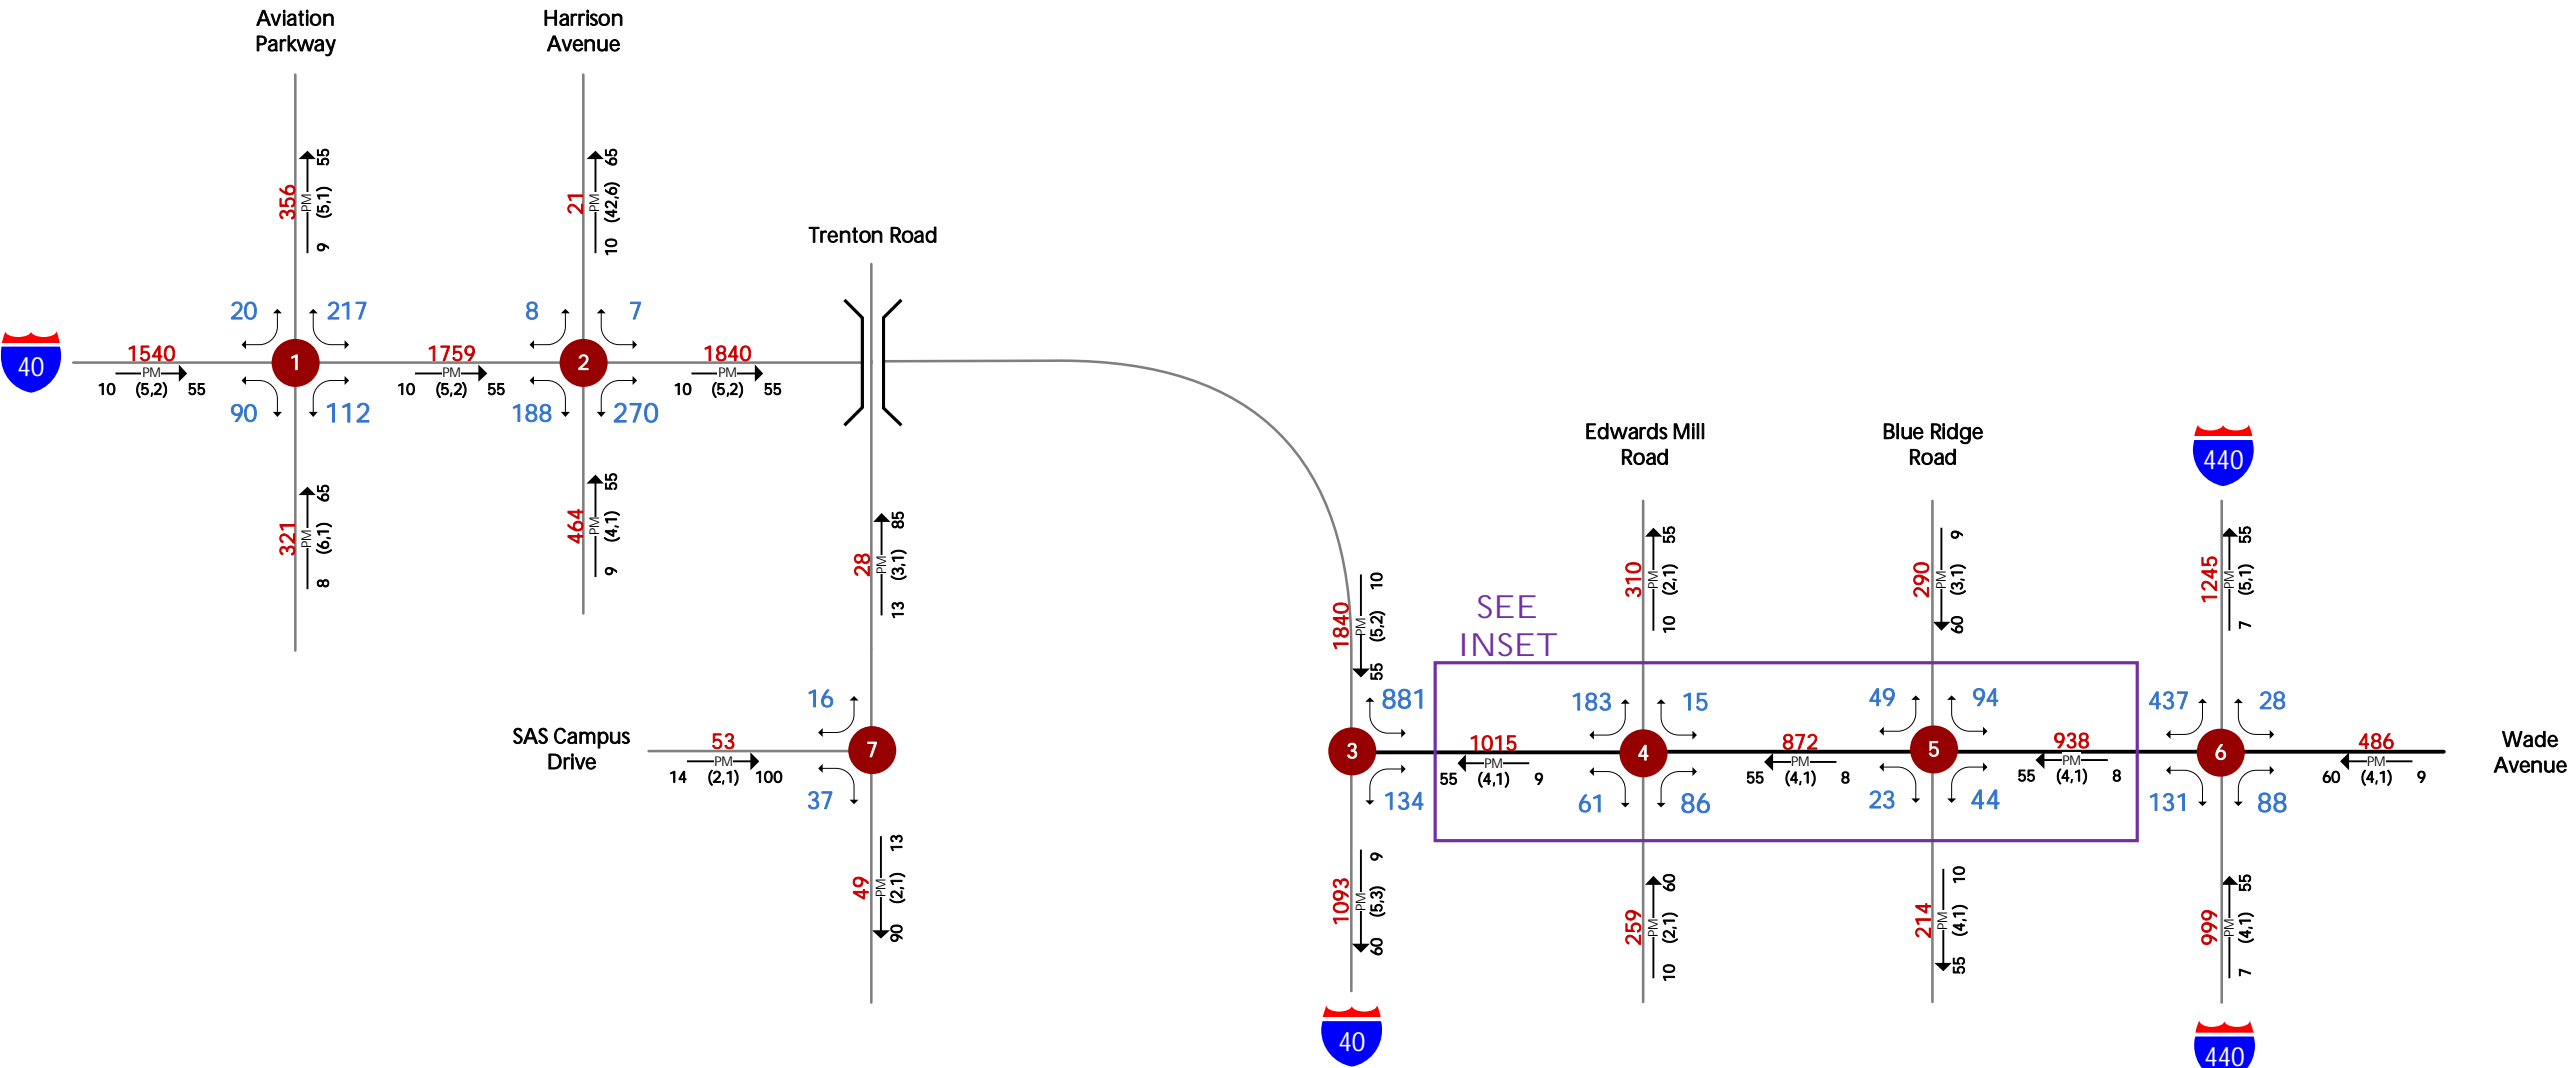 Aviation
Parkway
Harrison
Avenue
356
PM
(5,1)
55
9
21
PM
(42,6)
65
10
Trenton Road
20
217
8
7
40
1540
PM
10 (5,2) 55
1759
PM
10 (5,2) 55
1840
PM
10 (5,2) 55
1
2
90
112
188
270
321
PM
(6,1)
65
8
464
PM
(4,1)
55
9
28
PM
(3,1)
85
13
Edwards Mill
Road
Blue Ridge
Road
440
310
PM
(2,1)
55
10
290
PM
(3,1)
9
60
1245
PM
(5,1)
55
7
SEE
INSET
1840
PM
(5,2)
10
55
SAS Campus
Drive
16
53
PM
14 (2,1) 100
7
37
49
PM
(2,1)
13
90
881
183
15
49
94
437
28
3
1015
PM
55 (4,1) 9
4
872
PM
55 (4,1) 8
5
938
PM
55 (4,1) 8
6
486
PM
60 (4,1) 9
Wade
Avenue
134
61
86
23
44
131
88
1093
PM
(5,3)
9
60
259
PM
(2,1)
60
10
214
PM
(4,1)
10
55
999
PM
(4,1)
55
7
40
440